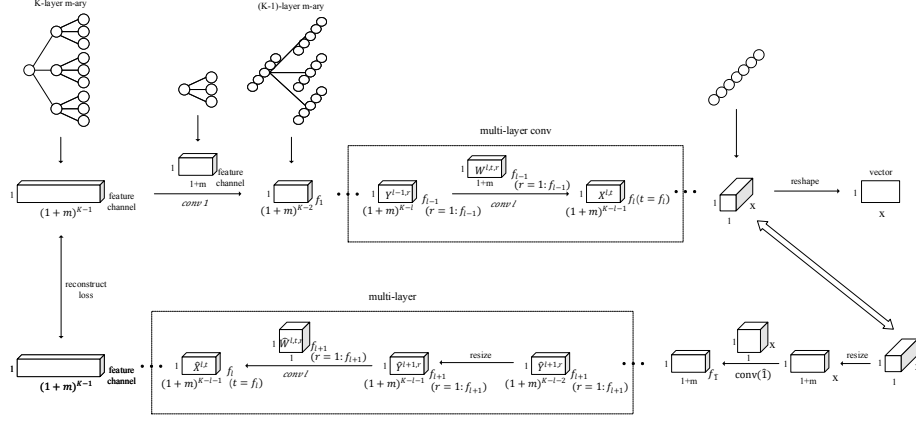 K-layer m-ary
(K-1)-layer m-ary
multi-layer conv
1
1+m
feature
channel
1
(1+m)^{K-1}
feature
channel
conv 1
1
(1+m)^{K-2}
f_1
1
Y^{l-1,r}
(1+m)^{K-l}
f_{l-1}
(r = 1: f_{l-1})
1
W^{l,t,r}
1+m
f_{l-1}
(r = 1: f_{l-1})
conv l
1
X^{l,t}
(1+m)^{K-l-1}
f_l(t = f_l)
1
1
x
reshape
vector
1
x
reconstruct
loss
multi-layer
1
(1+m)^{K-1}
feature
channel
1
X̂^{l,t}
(1+m)^{K-l-1}
f_l
(t = f_l)
1
Ŵ^{l,t,r}
1
f_{l+1}
(r = 1: f_{l+1})
conv l
1
Ỹ^{l+1,r}
(1+m)^{K-l-1}
f_{l+1}
(r = 1: f_{l+1})
resize
1
Ŷ^{l+1,r}
(1+m)^{K-l-2}
f_{l+1}
(r = 1: f_{l+1})
1
1+m
1
1
x
conv(1̂)
1
1+m
x
resize
1
1